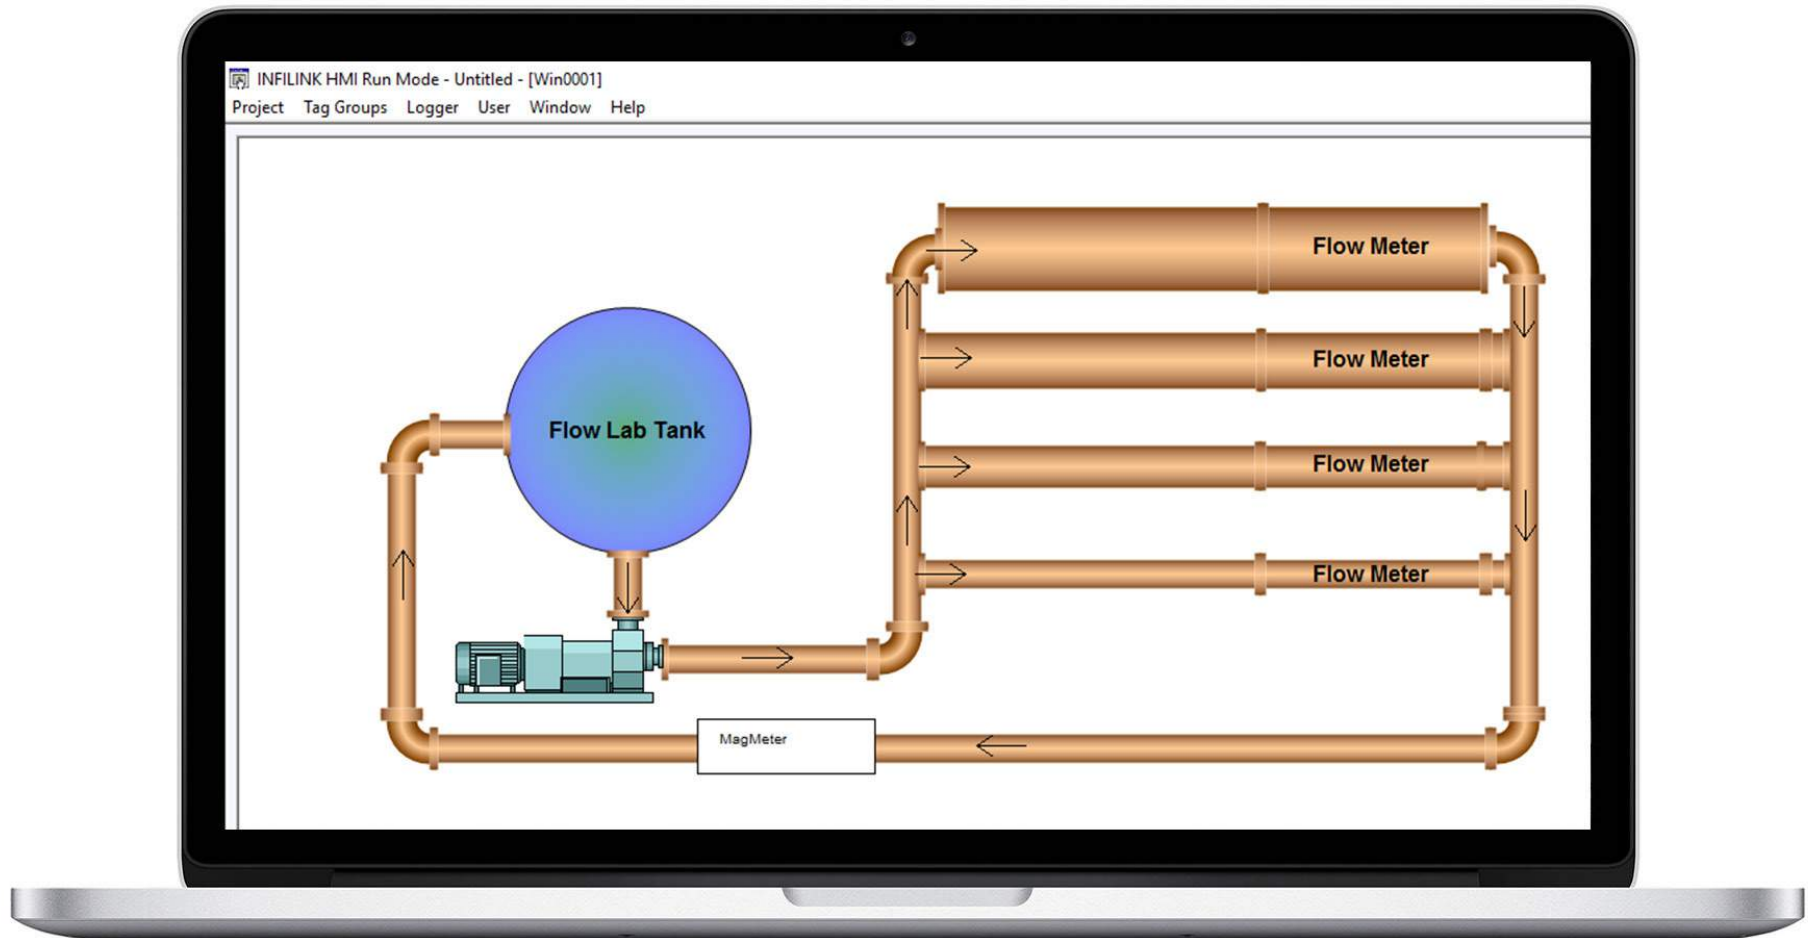 INFILINK HMI Run Mode - Untitled - [Win0001]
Project Tag Groups Logger User Window Help
Flow Meter
Flow Meter
Flow Lab Tank
Flow Meter
Flow Meter
MagMeter